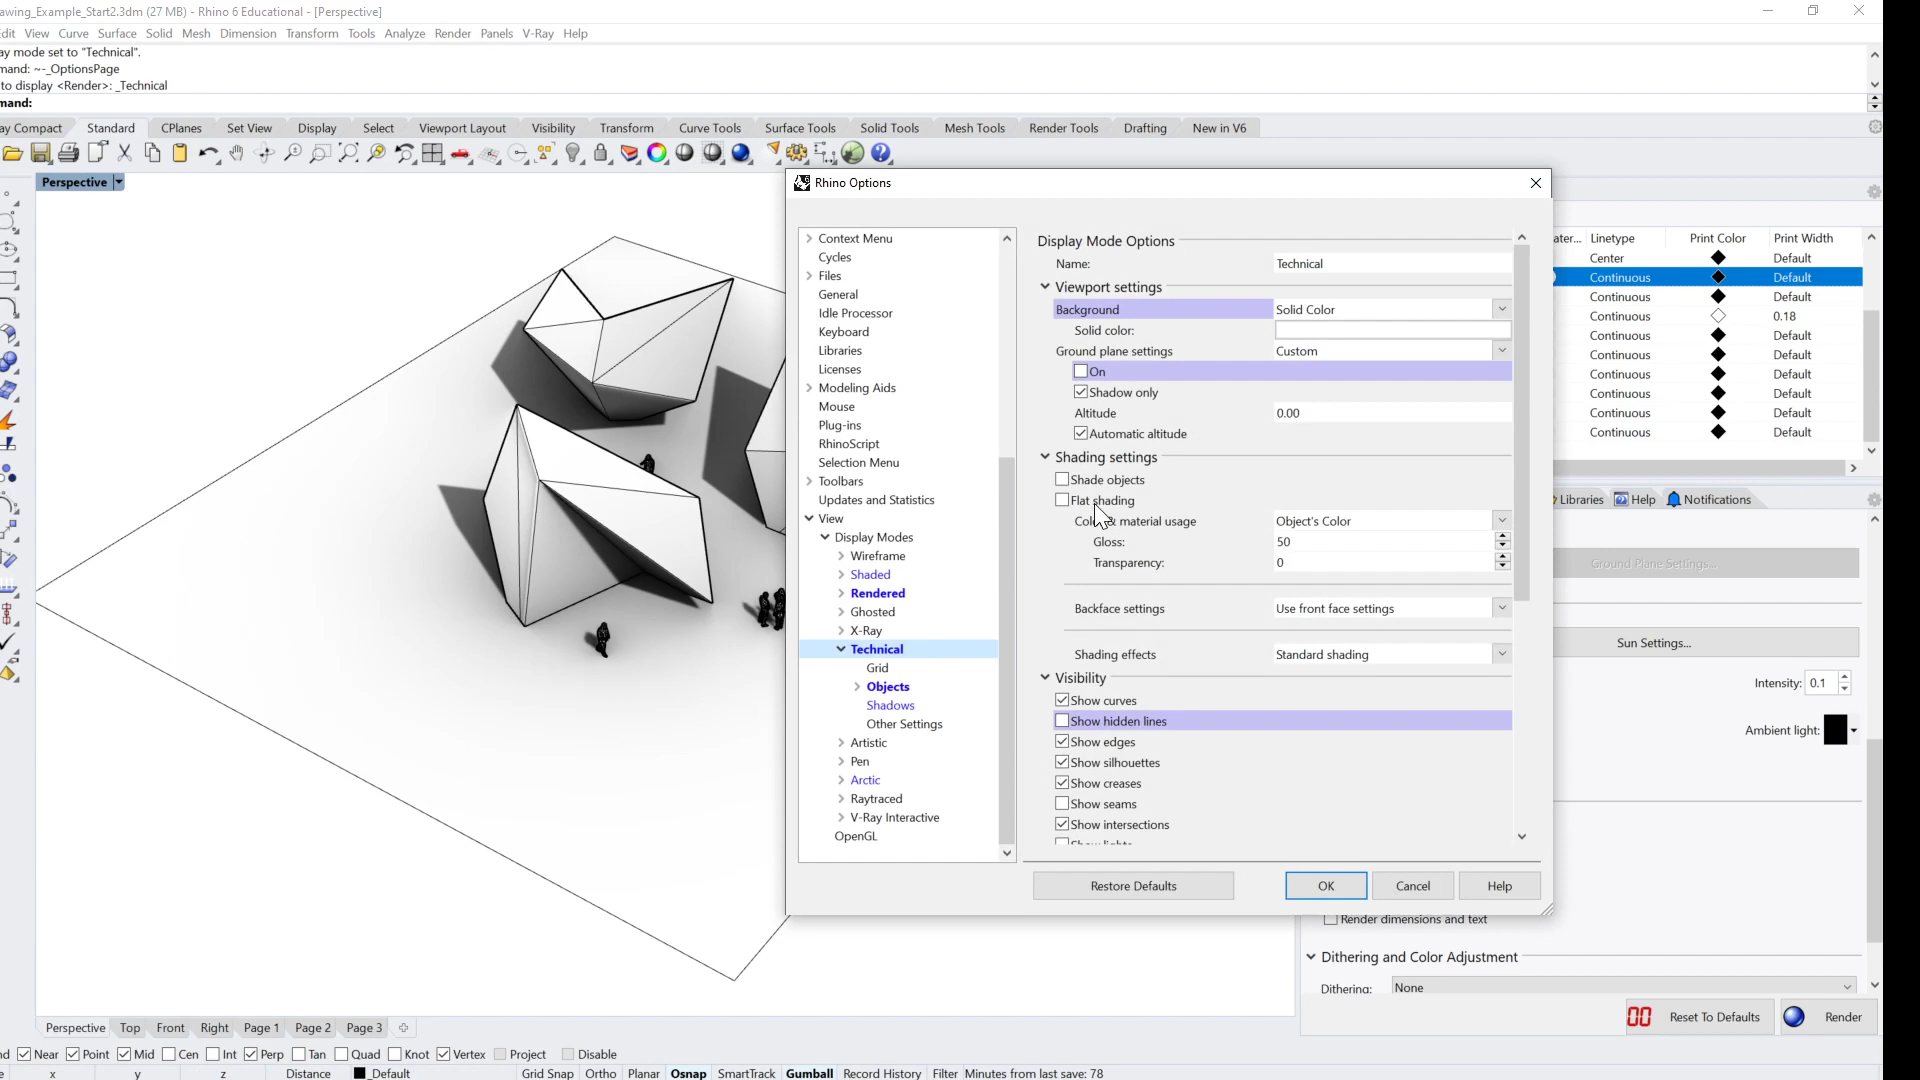 awing_Example_Start2.3dm (27 MB) - Rhino 6 Educational - [Perspective]
dit View Curve Surface Solid Mesh Dimension Transform Tools Analyze Render Panels V-Ray Help
ay mode set to "Technical".
mand: ~-_OptionsPage
to display <Render>: _Technical
mand:
ay Compact Standard CPlanes Set View Display Select Viewport Layout Visibility Transform Curve Tools Surface Tools Solid Tools Mesh Tools Render Tools Drafting New in V6
Perspective
Rhino Options
Context Menu
Cycles
Files
General
Idle Processor
Keyboard
Libraries
Licenses
Modeling Aids
Mouse
Plug-ins
RhinoScript
Selection Menu
Toolbars
Updates and Statistics
View
Display Modes
Wireframe
Shaded
Rendered
Ghosted
X-Ray
Technical
Grid
Objects
Shadows
Other Settings
Artistic
Pen
Arctic
Raytraced
V-Ray Interactive
OpenGL
Display Mode Options
Name: Technical
Viewport settings
Background Solid Color
Solid color:
Ground plane settings Custom
On
Shadow only
Altitude 0.00
Automatic altitude
Shading settings
Shade objects
Flat shading
& material usage Object's Color
Gloss: 50
Transparency: 0
Backface settings Use front face settings
Shading effects Standard shading
Visibility
Show curves
Show hidden lines
Show edges
Show silhouettes
Show creases
Show seams
Show intersections
Restore Defaults OK Cancel Help
ater... Linetype Print Color Print Width
Center Default
Continuous Default
Continuous Default
Continuous 0.18
Continuous Default
Continuous Default
Continuous Default
Continuous Default
Continuous Default
Continuous Default
Libraries Help Notifications
Ground Plane Settings...
Sun Settings...
Intensity: 0.1
Ambient light:
Render dimensions and text
Dithering and Color Adjustment
Dithering: None
00 Reset To Defaults Render
Perspective Top Front Right Page 1 Page 2 Page 3
nd Near Point Mid Cen Int Perp Tan Quad Knot Vertex Project Disable
e x y z Distance _Default Grid Snap Ortho Planar Osnap SmartTrack Gumball Record History Filter Minutes from last save: 78